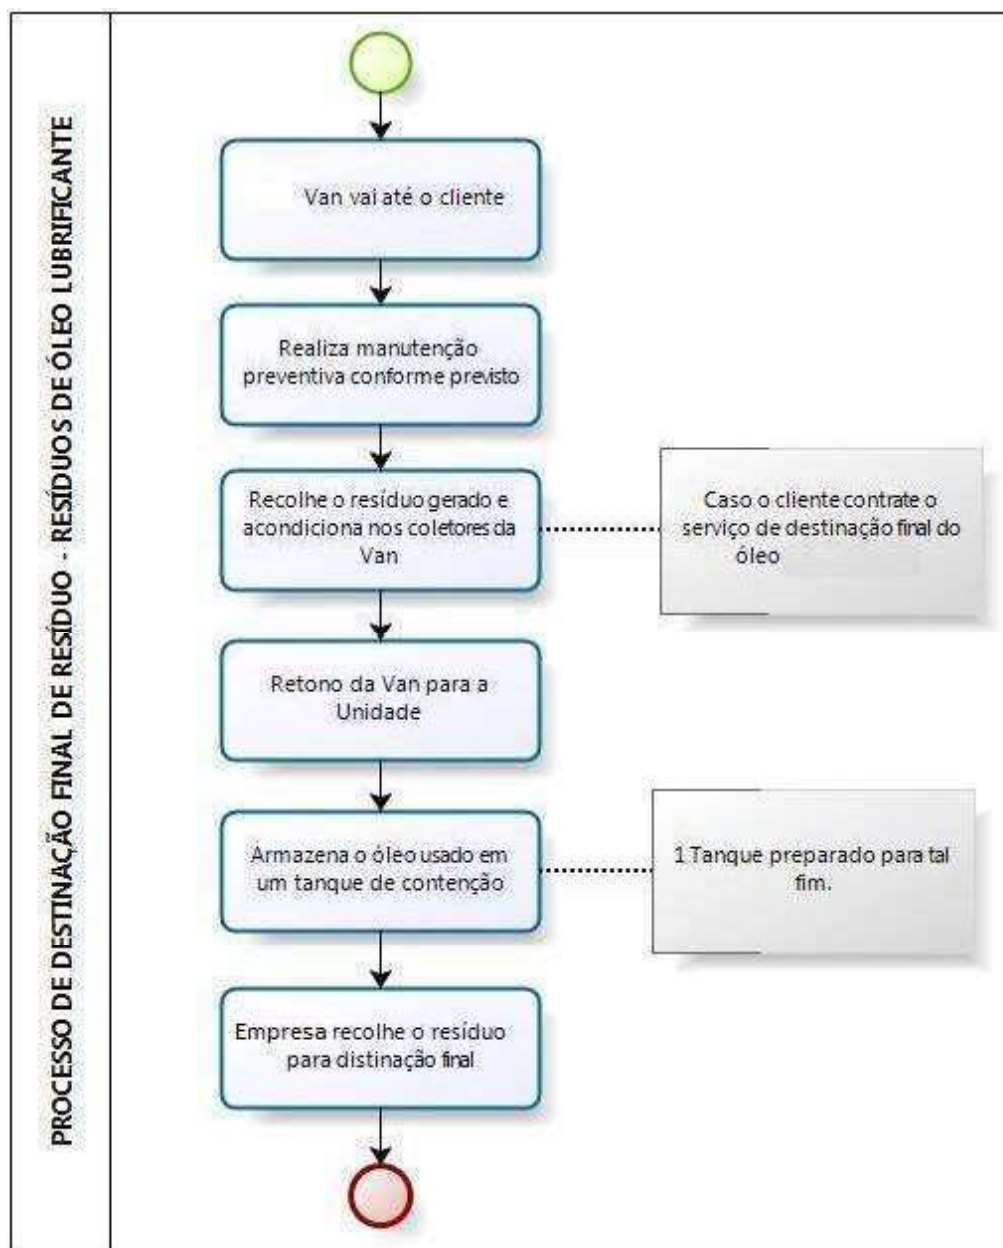 PROCESSO DE DESTINAÇÃO FINAL DE RESÍDUO - RESÍDUOS DE ÓLEO LUBRIFICANTE
Van vai até o cliente
Realiza manutenção
preventiva conforme previsto
Recolhe o resíduo gerado e
acondiciona nos coletores da
Van
Caso o cliente contrate o
serviço de destinação final do
óleo
Retono da Van para a
Unidade
Armazena o óleo usado em
um tanque de contenção
1 Tanque preparado para tal
fim.
Empresa recolhe o resíduo
para distinação final